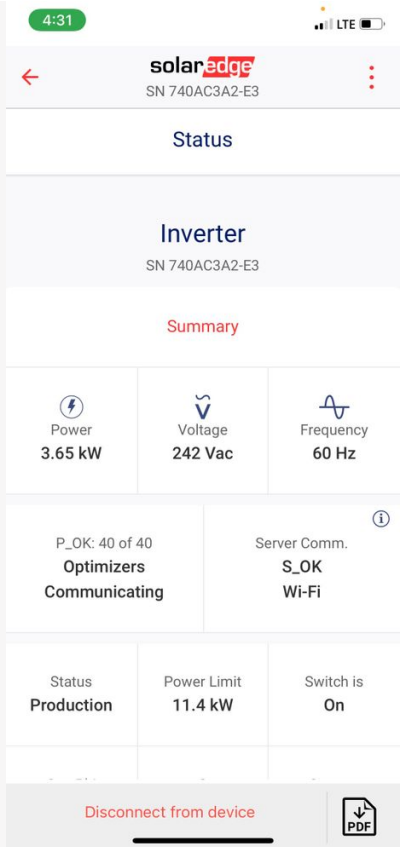 4:31
LTE
solaredge
SN 740AC3A2-E3
Status
Inverter
SN 740AC3A2-E3
Summary
Power
3.65 kW
Voltage
242 Vac
Frequency
60 Hz
P_OK: 40 of 40
Optimizers
Communicating
Server Comm.
S_OK
Wi-Fi
Status
Production
Power Limit
11.4 kW
Switch is
On
Disconnect from device
PDF